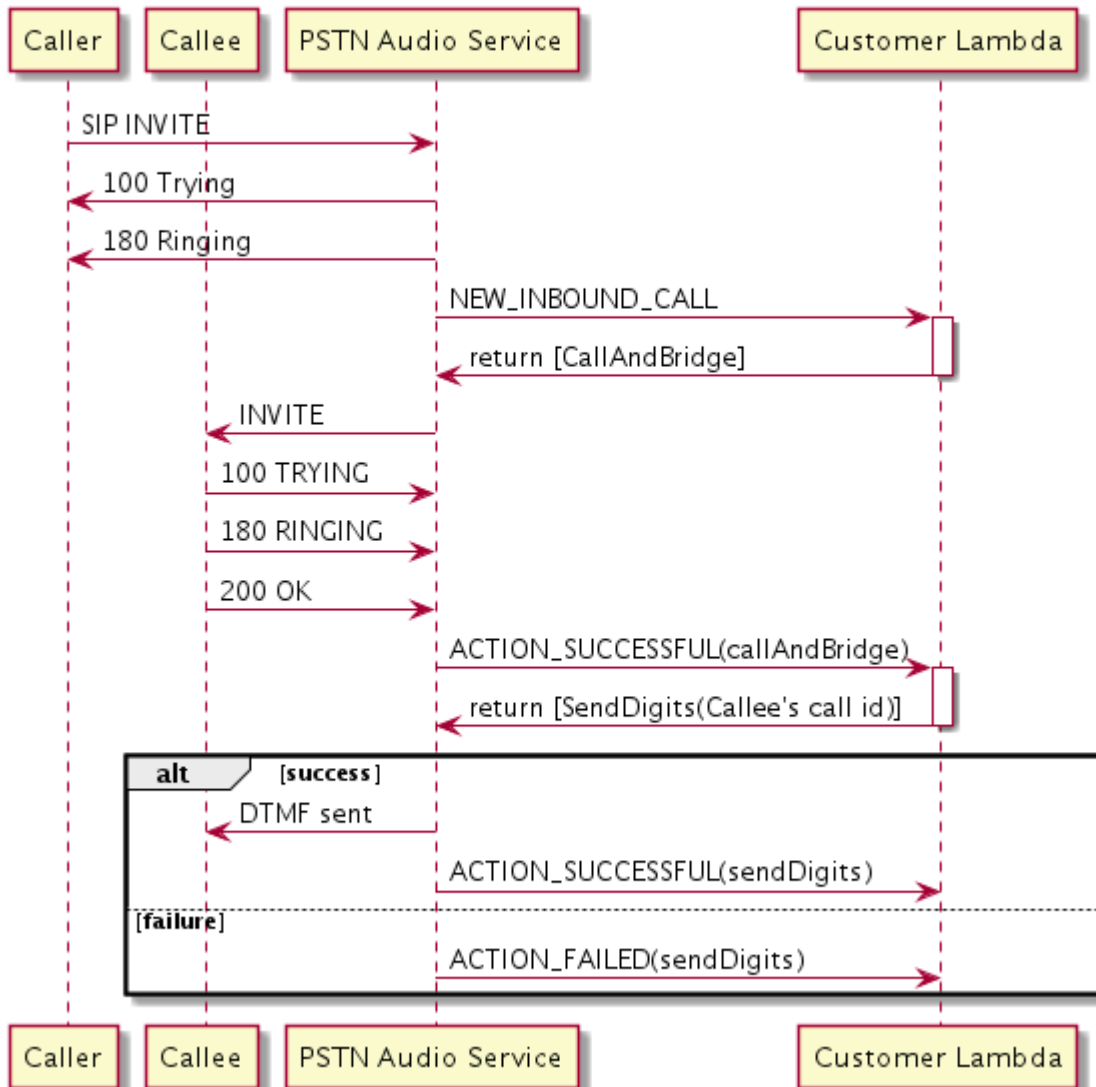 Caller Callee PSTN Audio Service Customer Lambda
SIP INVITE
100 Trying
180 Ringing
NEW_INBOUND_CALL
return [CallAndBridge]
INVITE
100 TRYING
180 RINGING
200 OK
ACTION_SUCCESSFUL(callAndBridge)
return [SendDigits(Callee's call id)]
alt [success]
DTMF sent
ACTION_SUCCESSFUL(sendDigits)
[failure]
ACTION_FAILED(sendDigits)
Caller Callee PSTN Audio Service Customer Lambda